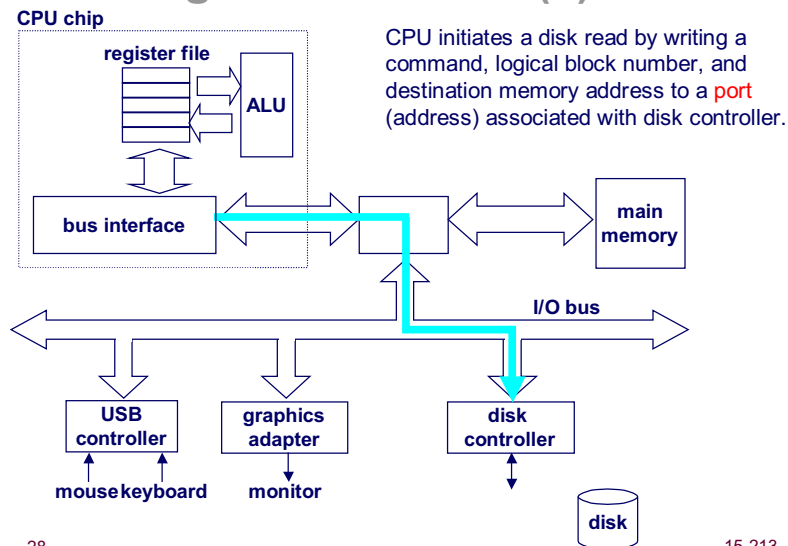 CPU chip
CPU initiates a disk read by writing a
command, logical block number, and
destination memory address to a port
(address) associated with disk controller.
register file
ALU
bus interface
main
memory
I/O bus
USB
controller
graphics
adapter
disk
controller
mouse keyboard
monitor
disk